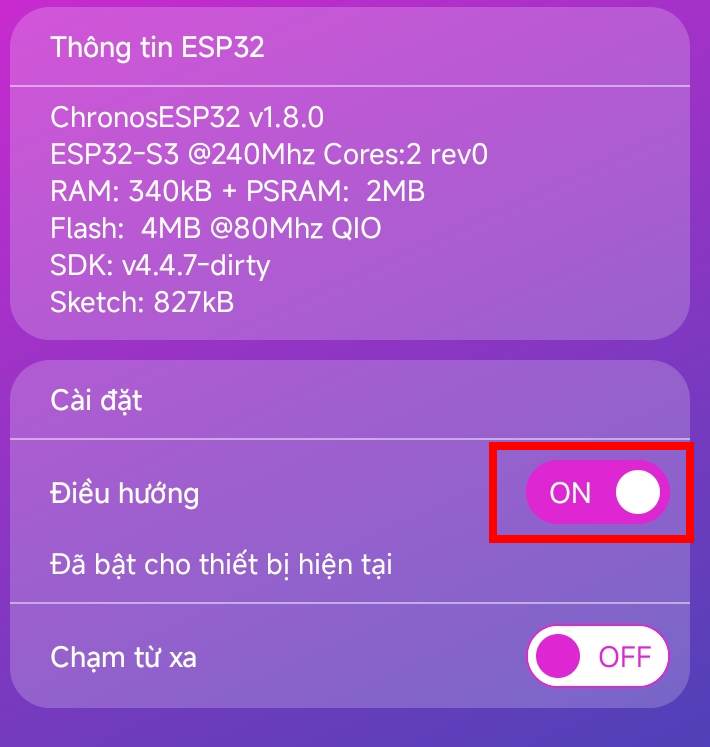 Thông tin ESP32
ChronosESP32 v1.8.0
ESP32-S3 @240Mhz Cores:2 rev0
RAM: 340kB + PSRAM:  2MB
Flash:  4MB @80Mhz QIO
SDK: v4.4.7-dirty
Sketch: 827kB
Cài đặt
Điều hướng
ON
Đã bật cho thiết bị hiện tại
Chạm từ xa
OFF